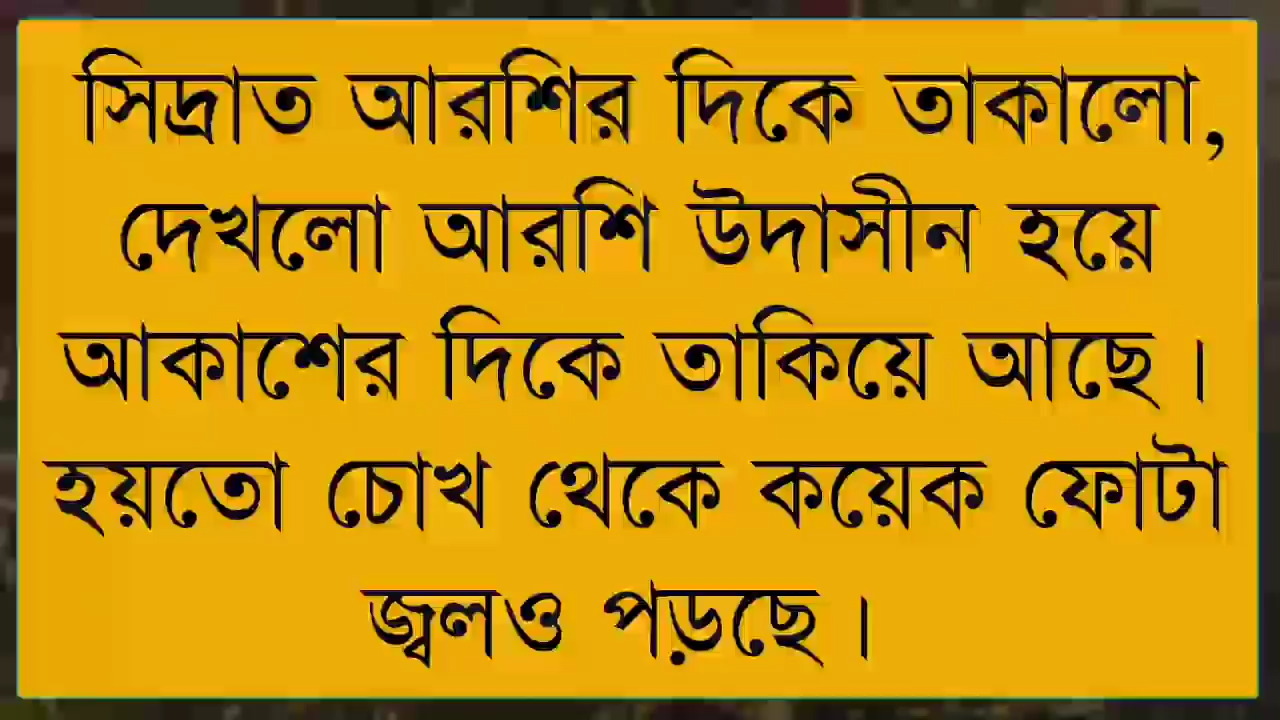 সিদ্রাত আরশির দিকে তাকালো,
দেখলো আরশি উদাসীন হয়ে
আকাশের দিকে তাকিয়ে আছে।
হয়তো চোখ থেকে কয়েক ফোটা
জ্বলও পড়ছে।